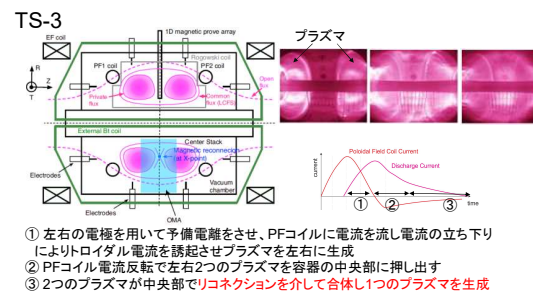 TS-3
1D magnetic prove array
EF coil
Rogowski coil
PF1 coil
PF2 coil
R
Z
T
Open flux
Private flux
Common flux (LCFS)
External Bt coil
Center Stack
Magnetic reconnecion
(at X-point)
Electrodes
Vacuum chamber
Electrodes
OMA
プラズマ
Poloidal Field Coil Current
Discharge Current
current
time
① ② ③
① 左右の電極を用いて予備電離をさせ、PFコイルに電流を流し電流の立ち下り
によりトロイダル電流を誘起させプラズマを左右に生成
② PFコイル電流反転で左右2つのプラズマを容器の中央部に押し出す
③ 2つのプラズマが中央部でリコネクションを介して合体し1つのプラズマを生成